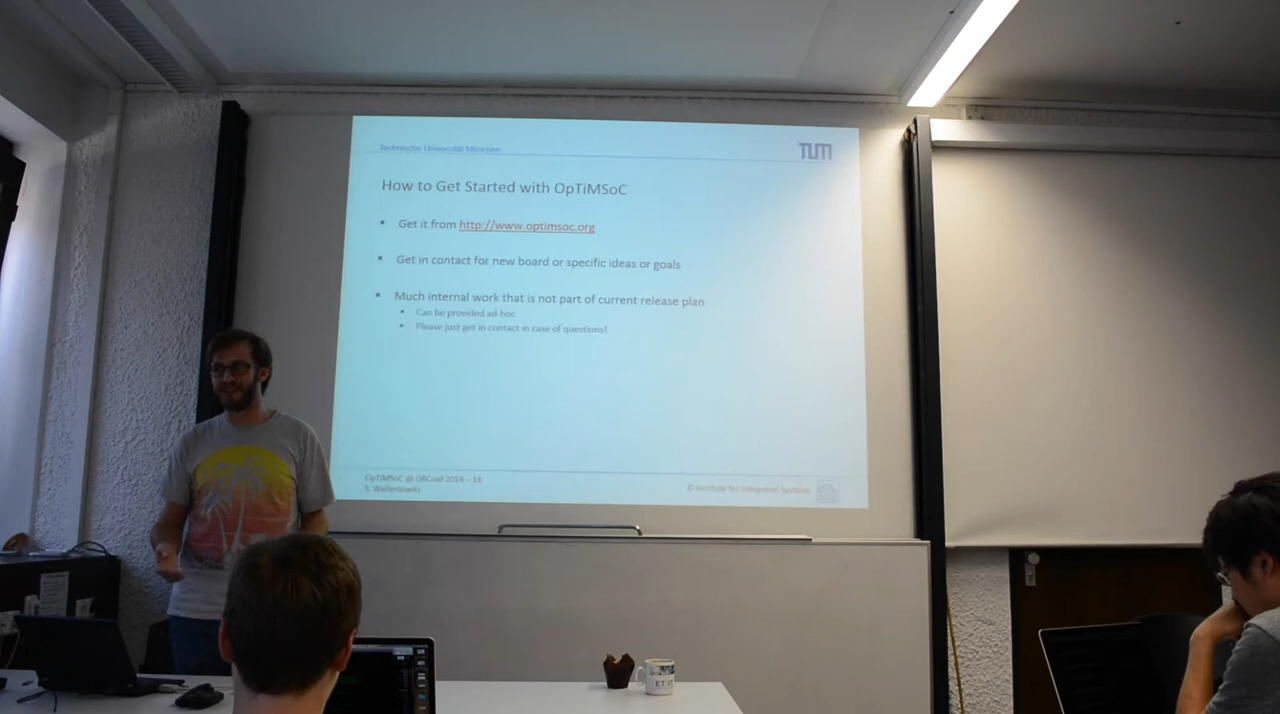 Technische Universität München
TUM
How to Get Started with OpTiMSoC
Get it from http://www.optimsoc.org
Get in contact for new board or specific ideas or goals
Much internal work that is not part of current release plan
Can be provided ad-hoc
Please just get in contact in case of questions!
OpTiMSoC @ ORConf 2014 – 14
S. Wallentowitz
© Institute for Integrated Systems